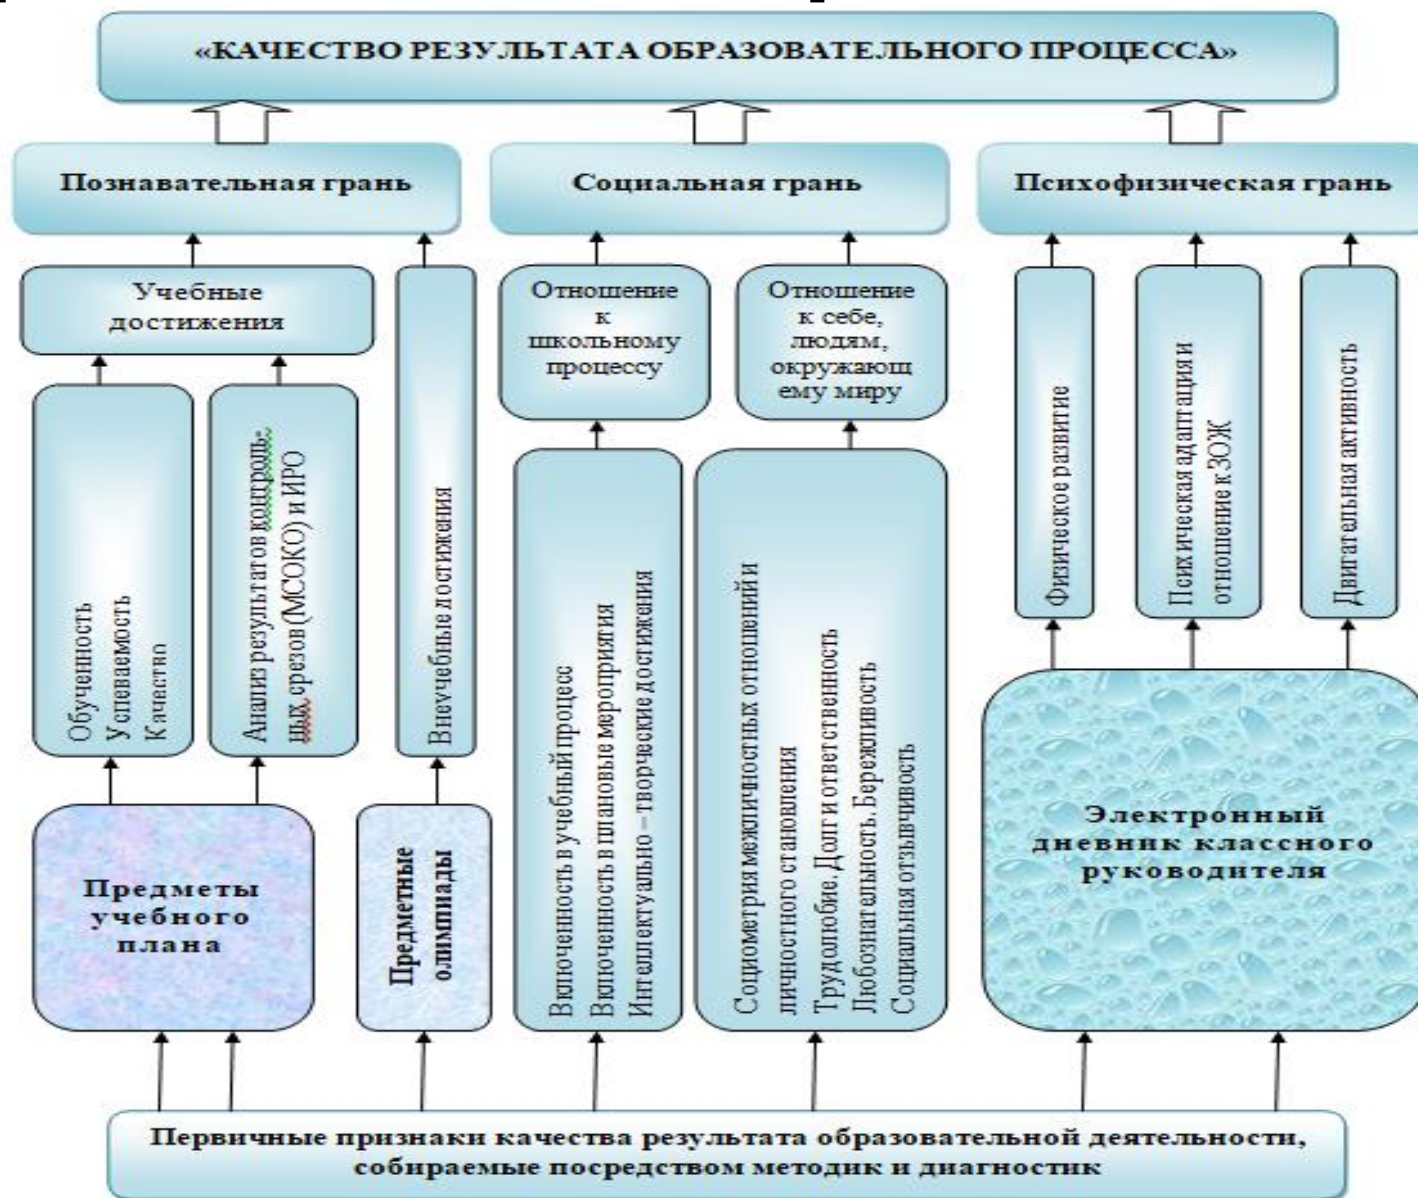 «КАЧЕСТВО РЕЗУЛЬТАТА ОБРАЗОВАТЕЛЬНОГО ПРОЦЕССА»
Познавательная грань
Социальная грань
Психофизическая грань
Учебные
достижения
Отношение
к
школьному
процессу
Отношение
к себе,
людям,
окружающ
ему миру
Обученность
Успеваемость
Качество
Анализ результатов контроль-
ных срезов (МСОКО) и ИРО
Внеучебные достижения
Включенность в учебный процесс
Включенность в плановые мероприятия
Интеллектуально – творческие достижения
Социометрия межличностных отношений и
личностного становления
Трудолюбие. Долг и ответственность
Любознательность. Бережливость
Социальная отзывчивость
Физическое развитие
Психическая адаптация и
отношение к ЗОЖ
Двигательная активность
Предметы
учебного
плана
Предметные
олимпиады
Электронный
дневник классного
руководителя
Первичные признаки качества результата образовательной деятельности,
собираемые посредством методик и диагностик